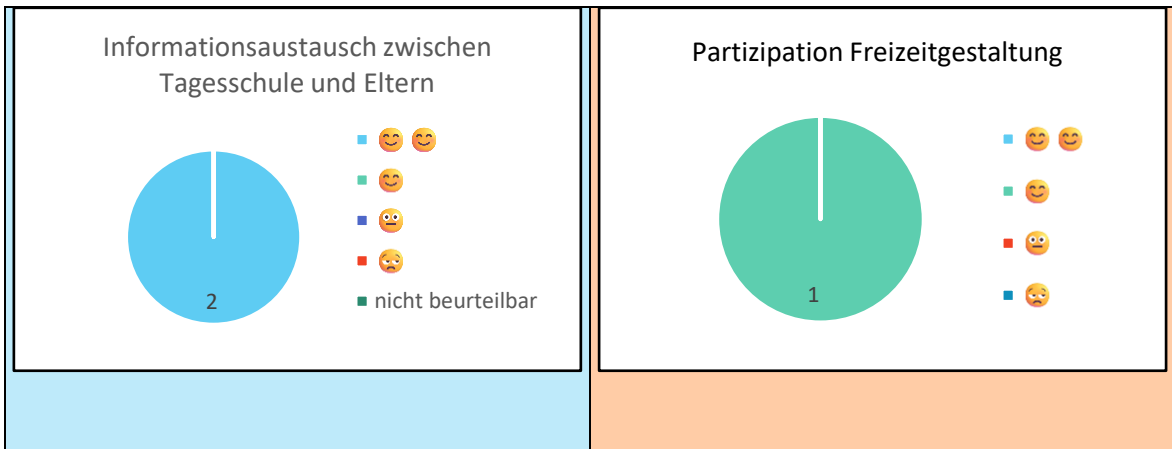 Informationsaustausch zwischen
Tagesschule und Eltern
😊 😊
😊
😐
😟
nicht beurteilbar
2
Partizipation Freizeitgestaltung
😊 😊
😊
😐
😟
1